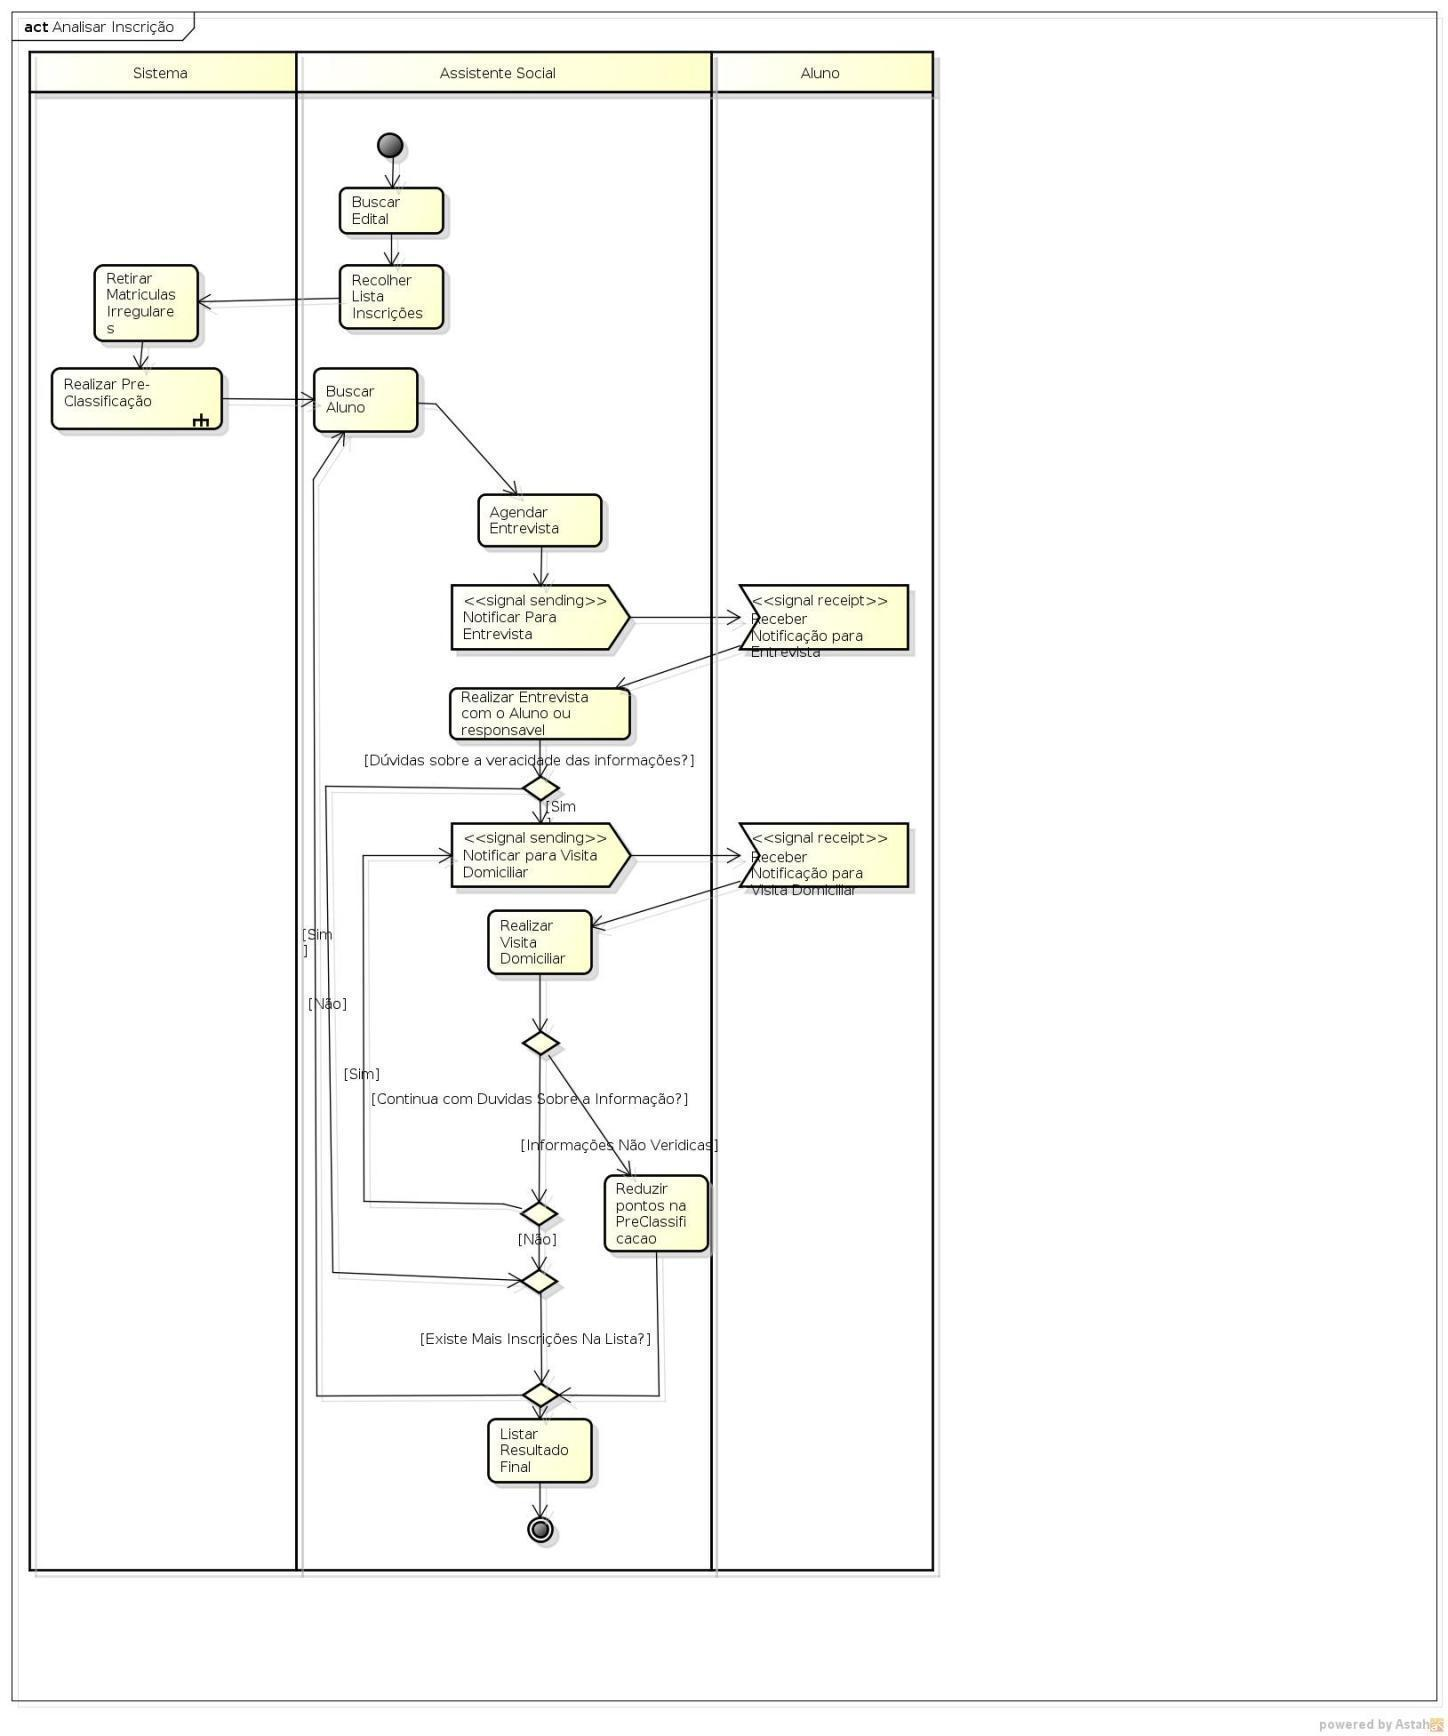 act Analisar Inscrição
Sistema
Assistente Social
Aluno
Buscar
Edital
Retirar
Matriculas
Irregulare
s
Recolher
Lista
Inscrições
Realizar Pre-
Classificação
Buscar
Aluno
Agendar
Entrevista
<<signal sending>>
Notificar Para
Entrevista
<<signal receipt>>
Receber
Notificação para
Entrevista
Realizar Entrevista
com o Aluno ou
responsavel
[Dúvidas sobre a veracidade das informações?]
[Sim
]
<<signal sending>>
Notificar para Visita
Domiciliar
<<signal receipt>>
Receber
Notificação para
Visita Domiciliar
Realizar
Visita
Domiciliar
[Sim
]
[Não]
[Sim]
[Continua com Duvidas Sobre a Informação?]
[Informações Não Veridicas]
Reduzir
pontos na
PreClassifi
cacao
[Não]
[Existe Mais Inscrições Na Lista?]
Listar
Resultado
Final
powered by Astah